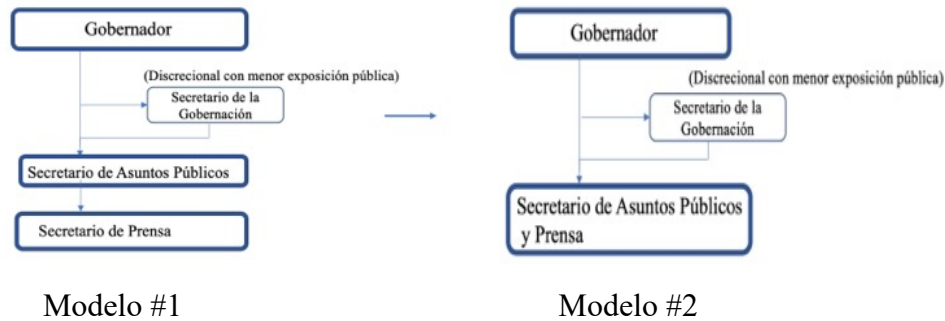 Gobernador
(Discrecional con menor exposición pública)
Secretario de la
Gobernación
Secretario de Asuntos Públicos
Secretario de Prensa
Modelo #1
Gobernador
(Discrecional con menor exposición pública)
Secretario de la
Gobernación
Secretario de Asuntos Públicos
y Prensa
Modelo #2